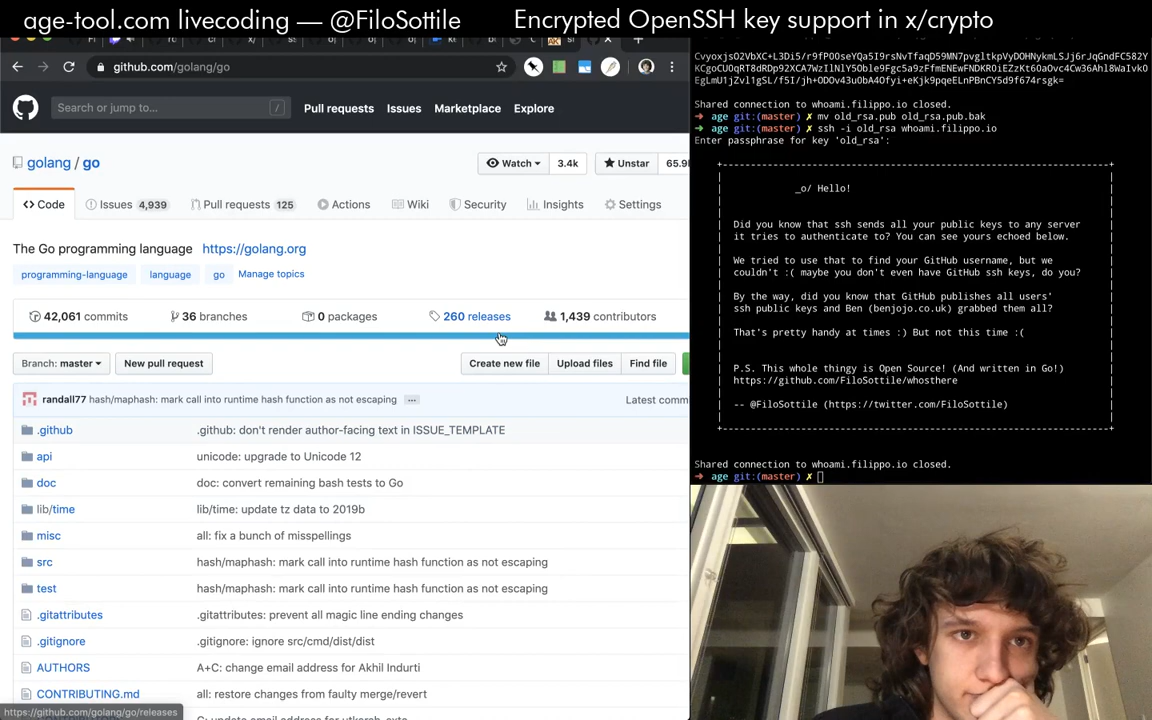 age-tool.com livecoding — @FiloSottile
Encrypted OpenSSH key support in x/crypto
github.com/golang/go
Search or jump to...
/
Pull requests
Issues
Marketplace
Explore
golang / go
Watch
3.4k
Unstar
65.9
Code
Issues 4,939
Pull requests 125
Actions
Wiki
Security
Insights
Settings
The Go programming language https://golang.org
programming-language
language
go
Manage topics
42,061 commits
36 branches
0 packages
260 releases
1,439 contributors
Branch: master
New pull request
Create new file
Upload files
Find file
randall77 hash/maphash: mark call into runtime hash function as not escaping ...
Latest comm
.github .github: don't render author-facing text in ISSUE_TEMPLATE
api unicode: upgrade to Unicode 12
doc doc: convert remaining bash tests to Go
lib/time lib/time: update tz data to 2019b
misc all: fix a bunch of misspellings
src hash/maphash: mark call into runtime hash function as not escaping
test hash/maphash: mark call into runtime hash function as not escaping
.gitattributes .gitattributes: prevent all magic line ending changes
.gitignore .gitignore: ignore src/cmd/dist/dist
AUTHORS A+C: change email address for Akhil Indurti
CONTRIBUTING.md all: restore changes from faulty merge/revert
https://github.com/golang/go/releases
Shared connection to whoami.filippo.io closed.
➜ age git:(master) ✗ mv old_rsa.pub old_rsa.pub.bak
➜ age git:(master) ✗ ssh -i old_rsa whoami.filippo.io
Enter passphrase for key 'old_rsa':
_o/ Hello!
Did you know that ssh sends all your public keys to any server
it tries to authenticate to? You can see yours echoed below.
We tried to use that to find your GitHub username, but we
couldn't :( maybe you don't even have GitHub ssh keys, do you?
By the way, did you know that GitHub publishes all users'
ssh public keys and Ben (benjojo.co.uk) grabbed them all?
That's pretty handy at times :) But not this time :(
P.S. This whole thingy is Open Source! (And written in Go!)
https://github.com/FiloSottile/whosthere
-- @FiloSottile (https://twitter.com/FiloSottile)
Shared connection to whoami.filippo.io closed.
➜ age git:(master) ✗